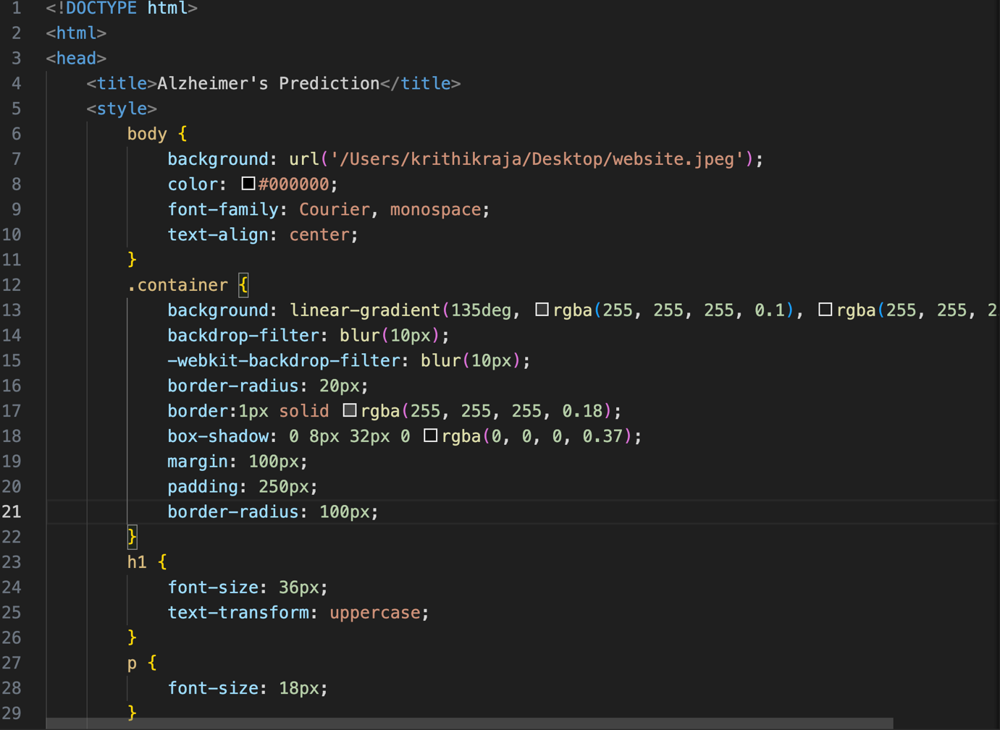 1 <!DOCTYPE html>
2 <html>
3 <head>
4 <title>Alzheimer's Prediction</title>
5 <style>
6 body {
7 background: url('/Users/krithikraja/Desktop/website.jpeg');
8 color: #000000;
9 font-family: Courier, monospace;
10 text-align: center;
11 }
12 .container {
13 background: linear-gradient(135deg, rgba(255, 255, 255, 0.1), rgba(255, 255, 2
14 backdrop-filter: blur(10px);
15 -webkit-backdrop-filter: blur(10px);
16 border-radius: 20px;
17 border:1px solid rgba(255, 255, 255, 0.18);
18 box-shadow: 0 8px 32px 0 rgba(0, 0, 0, 0.37);
19 margin: 100px;
20 padding: 250px;
21 border-radius: 100px;
22 }
23 h1 {
24 font-size: 36px;
25 text-transform: uppercase;
26 }
27 p {
28 font-size: 18px;
29 }